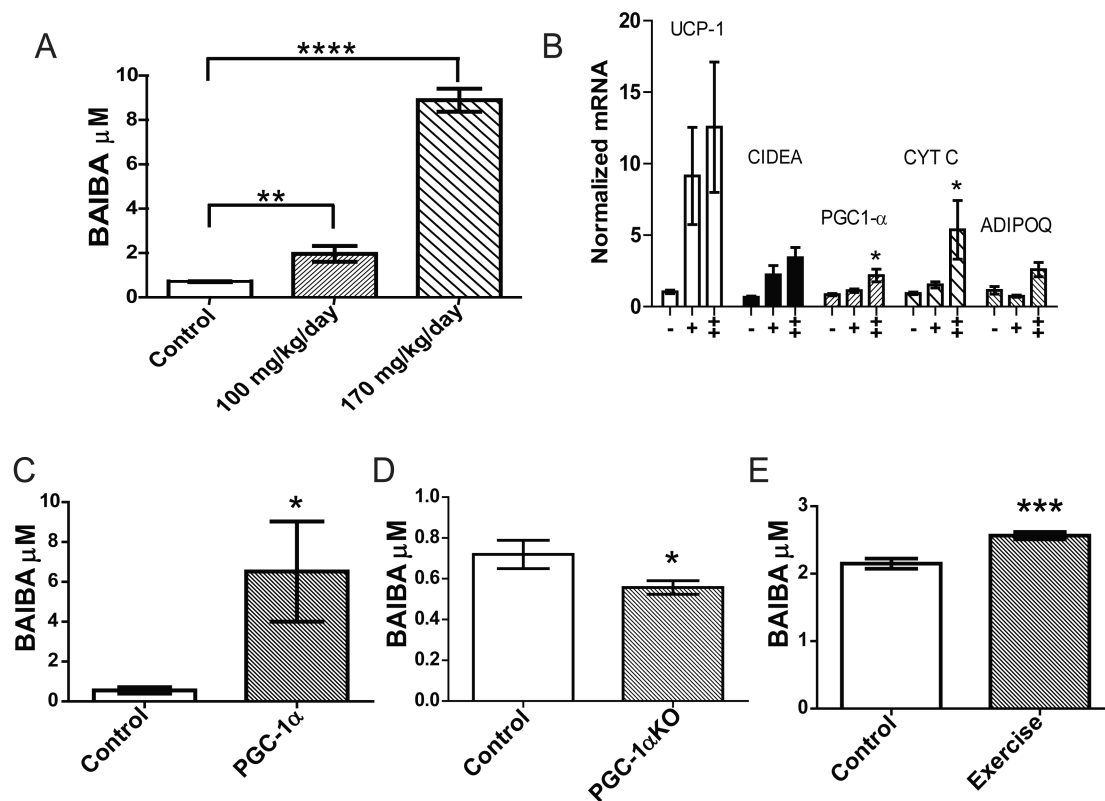 A
****
**
BAIBA μM
10
8
6
4
2
0
Control
100 mg/kg/day
170 mg/kg/day
B
UCP-1
CIDEA
PGC1-α
CYT C
ADIPOQ
*
*
Normalized mRNA
20
15
10
5
0
- + ++ - + ++ - + ++ - + ++ - + ++
C
*
BAIBA μM
10
8
6
4
2
0
Control
PGC-1α
D
*
BAIBA μM
1.0
0.8
0.6
0.4
0.2
0.0
Control
PGC-1αKO
E
***
BAIBA μM
3
2
1
0
Control
Exercise